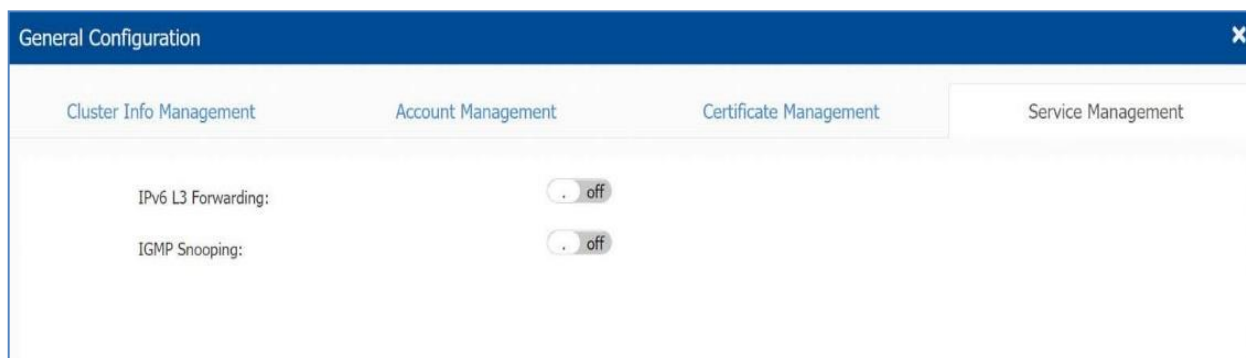 General Configuration
Cluster Info Management Account Management Certificate Management Service Management
IPv6 L3 Forwarding: off
IGMP Snooping: off